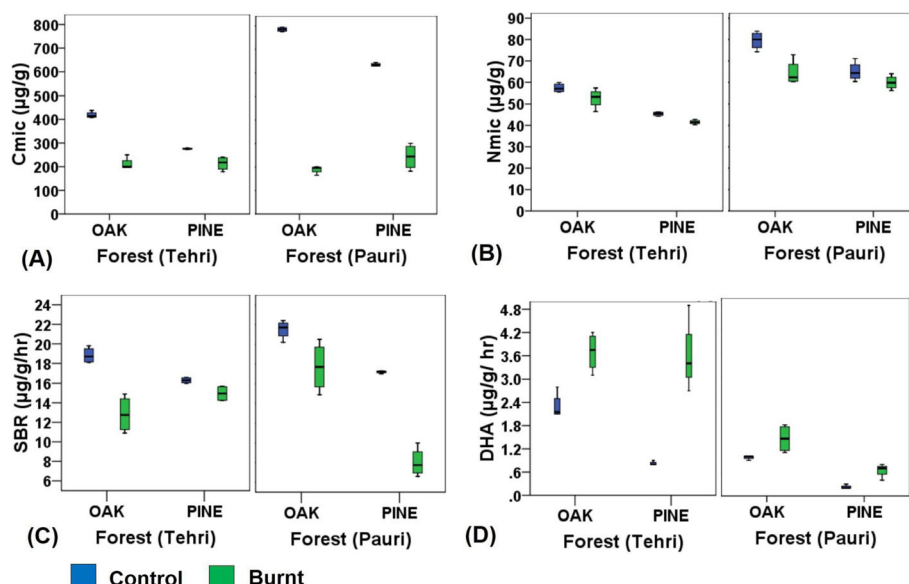 800
700
600
500
400
300
200
100
0
Cmic (µg/g)
OAK PINE OAK PINE
Forest (Tehri) Forest (Pauri)
(A)
90
80
70
60
50
40
30
20
10
0
Nmic (µg/g)
OAK PINE OAK PINE
Forest (Tehri) Forest (Pauri)
(B)
24
22
20
18
16
14
12
10
8
6
SBR (µg/g/hr)
OAK PINE OAK PINE
Forest (Tehri) Forest (Pauri)
(C)
4.8
4.2
3.6
3.0
2.4
1.8
1.2
.6
.0
DHA (µg/g/ hr)
OAK PINE OAK PINE
Forest (Tehri) Forest (Pauri)
(D)
Control Burnt